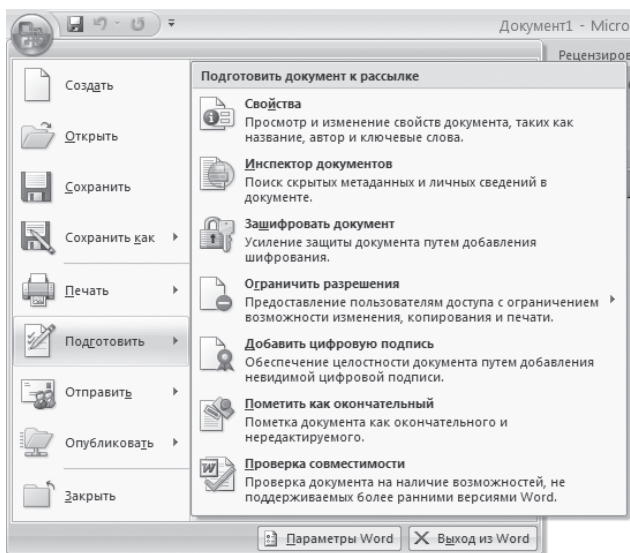 Документ1 - Micro
Рецензиров
Создать
Открыть
Сохранить
Сохранить как
Печать
Подготовить
Отправить
Опубликовать
Закрыть
Подготовить документ к рассылке
Свойства
Просмотр и изменение свойств документа, таких как
название, автор и ключевые слова.
Инспектор документов
Поиск скрытых метаданных и личных сведений в
документе.
Зашифровать документ
Усиление защиты документа путем добавления
шифрования.
Ограничить разрешения
Предоставление пользователям доступа с ограничением
возможности изменения, копирования и печати.
Добавить цифровую подпись
Обеспечение целостности документа путем добавления
невидимой цифровой подписи.
Пометить как окончательный
Пометка документа как окончательного и
нередактируемого.
Проверка совместимости
Проверка документа на наличие возможностей, не
поддерживаемых более ранними версиями Word.
Параметры Word
Выход из Word